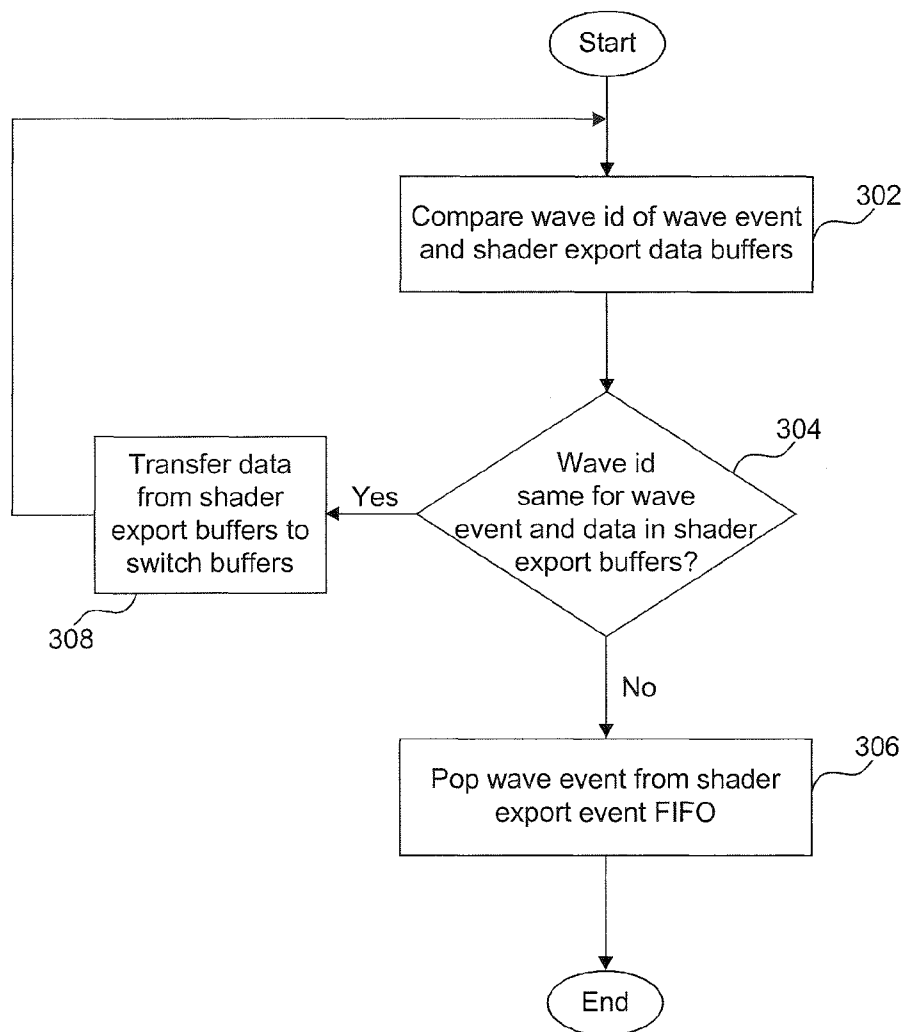 Start
Compare wave id of wave event
and shader export data buffers
302
Wave id
same for wave
event and data in shader
export buffers?
304
Yes
Transfer data
from shader
export buffers to
switch buffers
308
No
Pop wave event from shader
export event FIFO
306
End